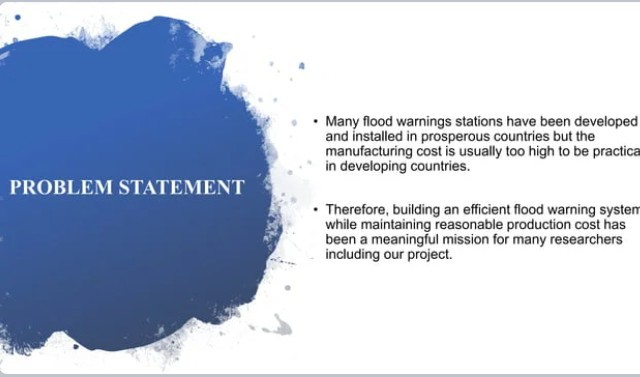 PROBLEM STATEMENT
• Many flood warnings stations have been developed
and installed in prosperous countries but the
manufacturing cost is usually too high to be practica
in developing countries.
• Therefore, building an efficient flood warning system
while maintaining reasonable production cost has
been a meaningful mission for many researchers
including our project.